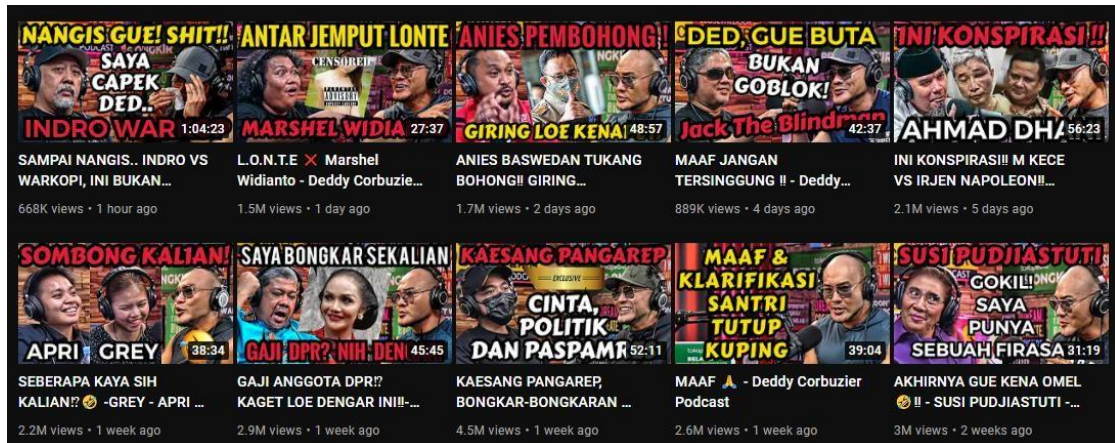 NANGIS GUE! SHIT!!
PODCAST
SAYA
CAPEK
DED..
INDRO WAR
1:04:23
SAMPAI NANGIS.. INDRO VS
WARKOPI, INI BUKAN...
668K views • 1 hour ago
ANTAR JEMPUT LONTE
CENSORED
PARENTAL
ADVISORY
MARSHEL WIDIA
27:37
L.O.N.T.E ❌ Marshel
Widianto - Deddy Corbuzie...
1.5M views • 1 day ago
ANIES PEMBOHONG !
GIRING LOE KENA
48:57
ANIES BASWEDAN TUKANG
BOHONG‼ GIRING...
1.7M views • 2 days ago
DED, GUE BUTA
BUKAN
GOBLOK!
Jack The Blindman
42:37
MAAF JANGAN
TERSINGGUNG ‼ - Deddy...
889K views • 4 days ago
INI KONSPIRASI !!
AHMAD DHA
56:23
INI KONSPIRASI‼ M KECE
VS IRJEN NAPOLEON‼...
2.1M views • 5 days ago
SOMBONG KALIAN!
APRI GREY
38:34
SEBERAPA KAYA SIH
KALIAN⁉ 🤣 -GREY - APRI ...
2.2M views • 1 week ago
SAYA BONGKAR SEKALIAN
GAJI DPR? NIH, DEN
45:45
GAJI ANGGOTA DPR⁉
KAGET LOE DENGAR INI‼-...
2.9M views • 1 week ago
KAESANG PANGAREP
EXCLUSIVE
CINTA,
POLITIK
DAN PASPAMP
52:11
KAESANG PANGAREP,
BONGKAR-BONGKARAN ...
4.5M views • 1 week ago
MAAF &
KLARIFIKASI
SANTRI
TUTUP
KUPING
39:04
MAAF 🙏 - Deddy Corbuzier
Podcast
2.6M views • 1 week ago
SUSI PUDJIASTUTI
GOKIL!
SAYA
PUNYA
SEBUAH FIRASA
31:19
AKHIRNYA GUE KENA OMEL
🤣 ‼ - SUSI PUDJIASTUTI -...
3M views • 2 weeks ago